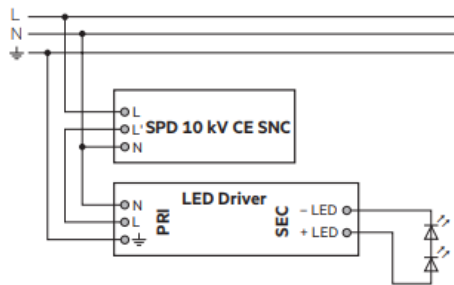 L
N
⏚
L
L'
N
SPD 10 kV CE SNC
LED Driver
N
L
⏚
PRI
SEC
– LED
+ LED